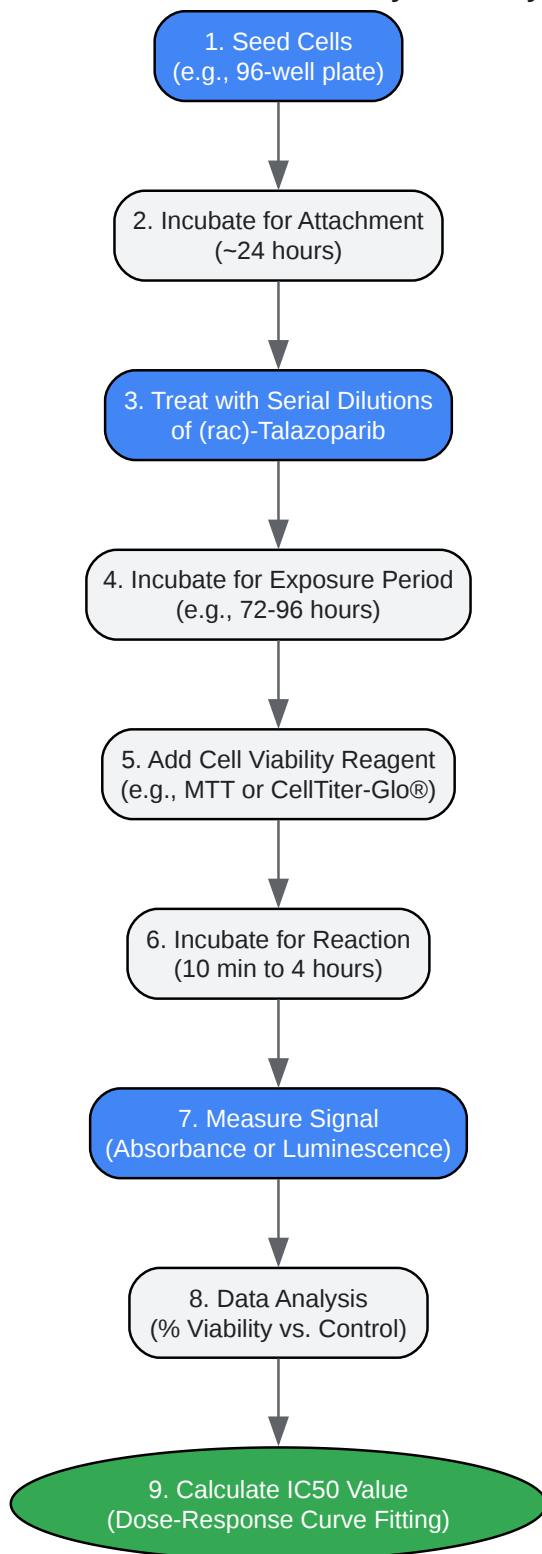 1. Seed Cells
(e.g., 96-well plate)
2. Incubate for Attachment
(~24 hours)
3. Treat with Serial Dilutions
of (rac)-Talazoparib
4. Incubate for Exposure Period
(e.g., 72-96 hours)
5. Add Cell Viability Reagent
(e.g., MTT or CellTiter-Glo®)
6. Incubate for Reaction
(10 min to 4 hours)
7. Measure Signal
(Absorbance or Luminescence)
8. Data Analysis
(% Viability vs. Control)
9. Calculate IC50 Value
(Dose-Response Curve Fitting)